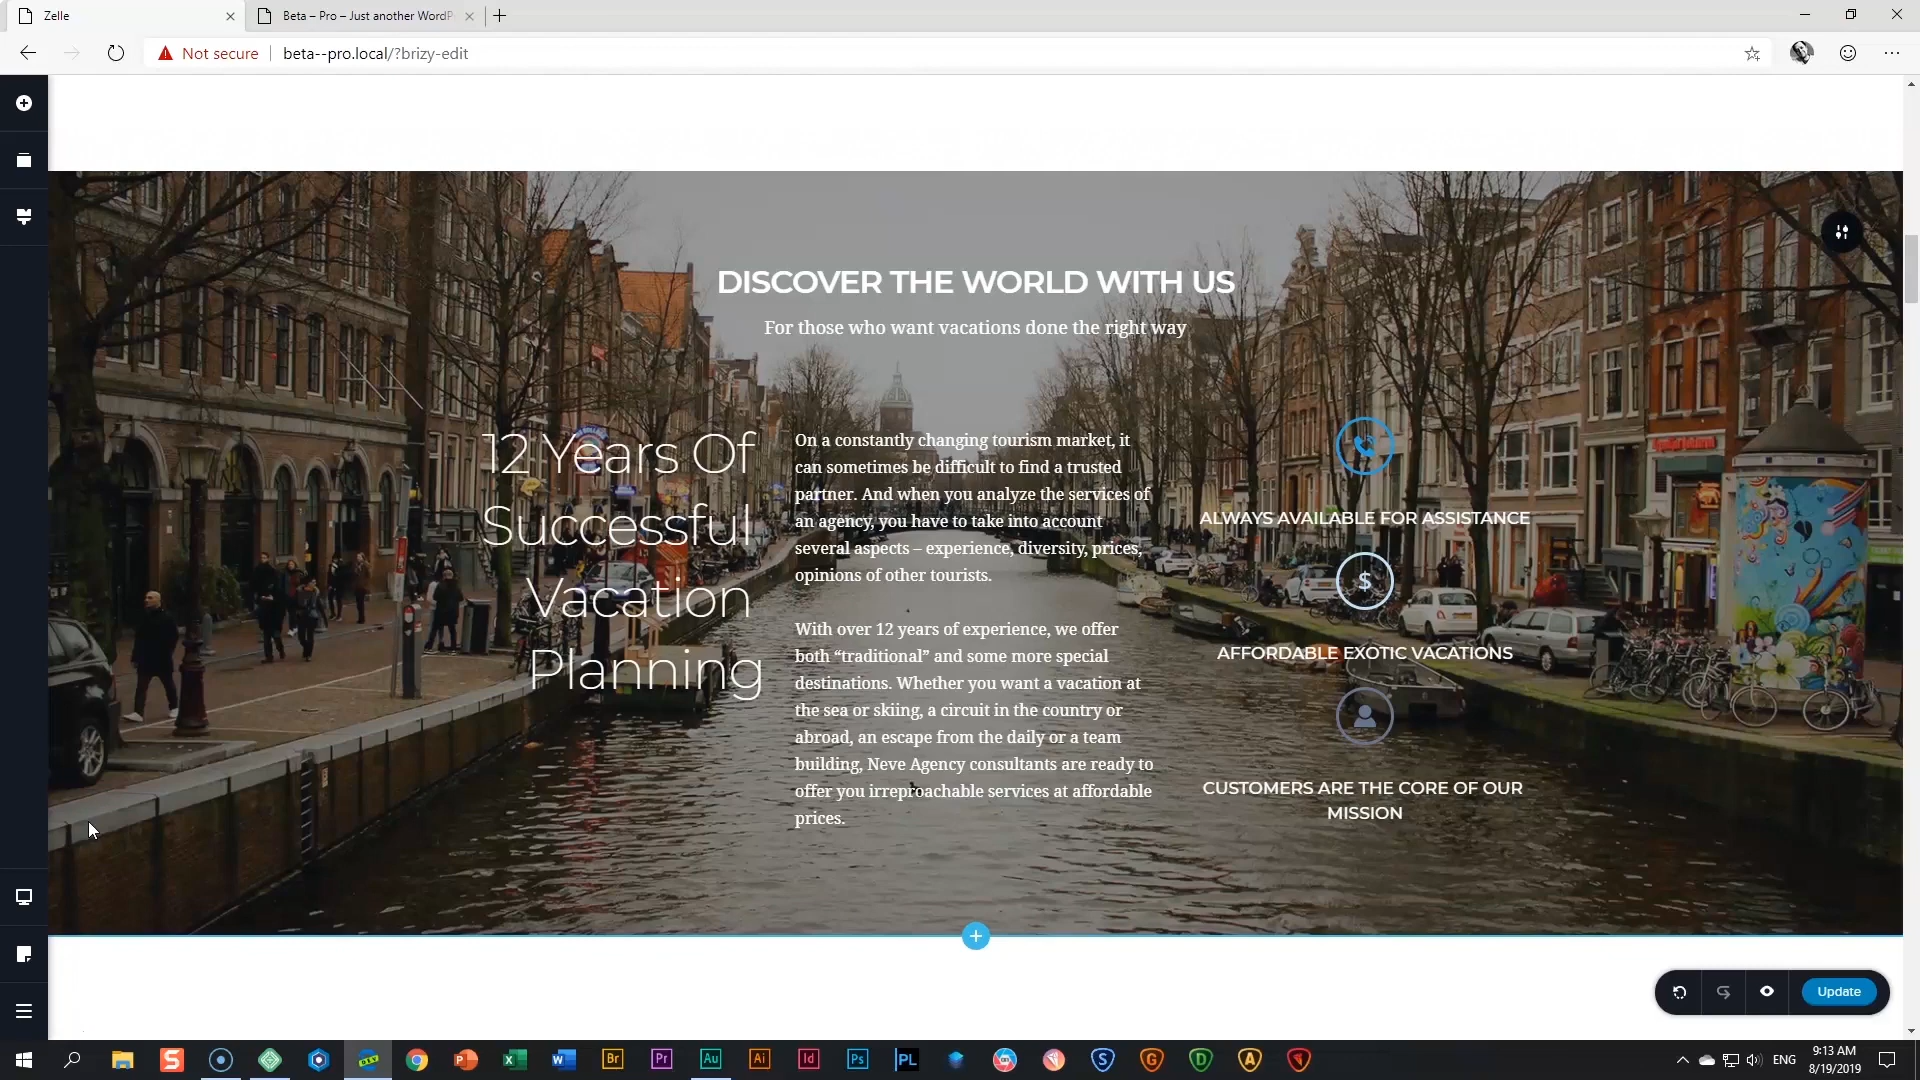 Zelle
Beta – Pro – Just another WordP
Not secure
beta--pro.local/?brizy-edit
DISCOVER THE WORLD WITH US
For those who want vacations done the right way
12 Years Of
Successful
Vacation
Planning
On a constantly changing tourism market, it
can sometimes be difficult to find a trusted
partner. And when you analyze the services of
an agency, you have to take into account
several aspects – experience, diversity, prices,
opinions of other tourists.
With over 12 years of experience, we offer
both “traditional” and some more special
destinations. Whether you want a vacation at
the sea or skiing, a circuit in the country or
abroad, an escape from the daily or a team
building, Neve Agency consultants are ready to
offer you irreproachable services at affordable
prices.
ALWAYS AVAILABLE FOR ASSISTANCE
$
AFFORDABLE EXOTIC VACATIONS
CUSTOMERS ARE THE CORE OF OUR
MISSION
Update
S
P
X
W
Br
Pr
Au
Ai
Id
Ps
PL
S
G
D
A
ENG
9:13 AM
8/19/2019